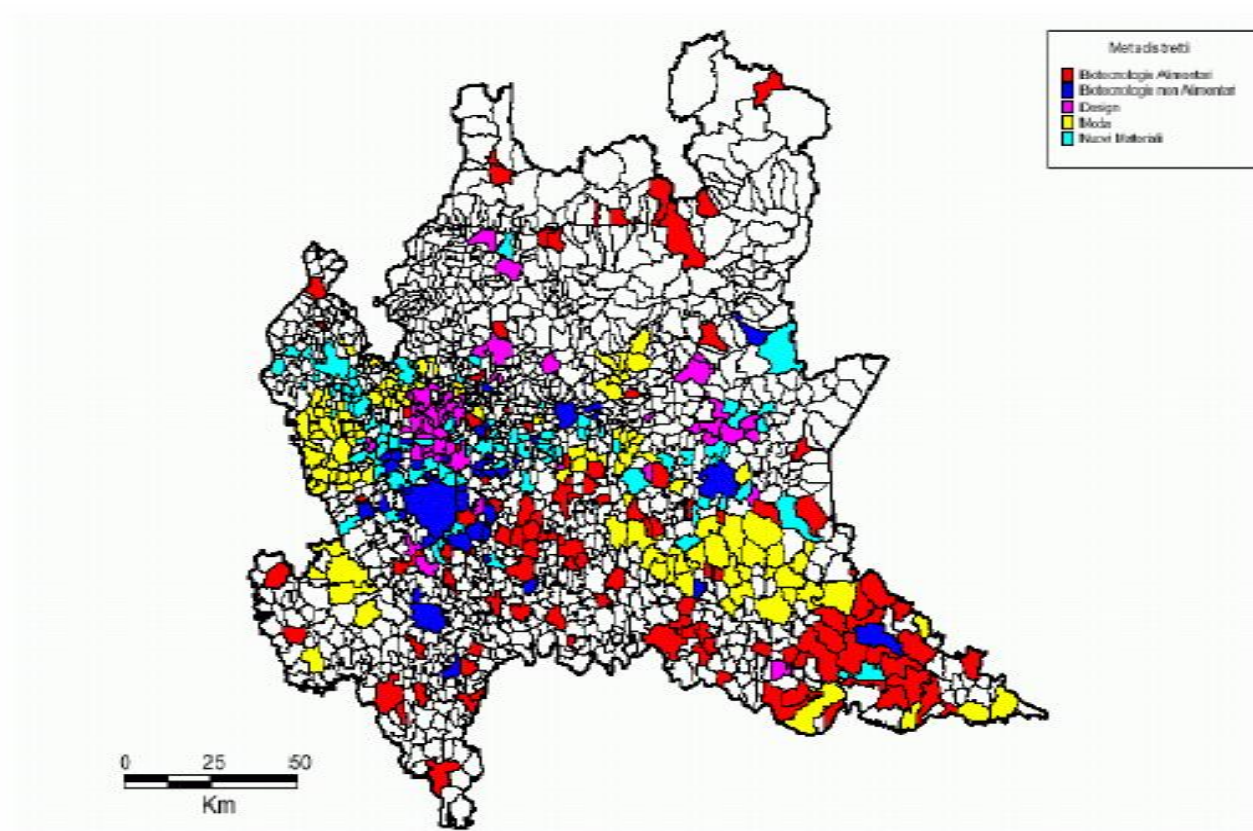 Metadistretti
Biotecnologie Alimentari
Biotecnologie non Alimentari
Design
Moda
Nuovi Materiali
0 25 50
Km